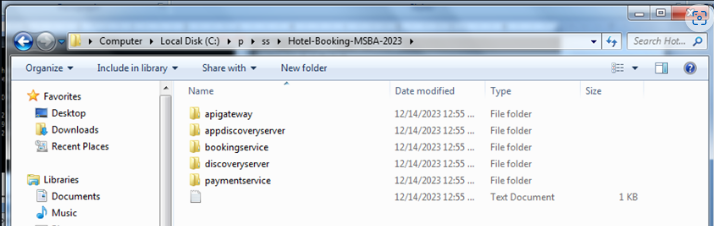 Computer Local Disk (C:) p ss Hotel-Booking-MSBA-2023 Search Hot...
Organize Include in library Share with New folder
Name Date modified Type Size
Favorites
Desktop
Downloads
Recent Places
Libraries
Documents
Music
apigateway 12/14/2023 12:55 ... File folder
appdiscoveryserver 12/14/2023 12:55 ... File folder
bookingservice 12/14/2023 12:55 ... File folder
discoveryserver 12/14/2023 12:55 ... File folder
paymentservice 12/14/2023 12:55 ... File folder
12/14/2023 12:55 ... Text Document 1 KB